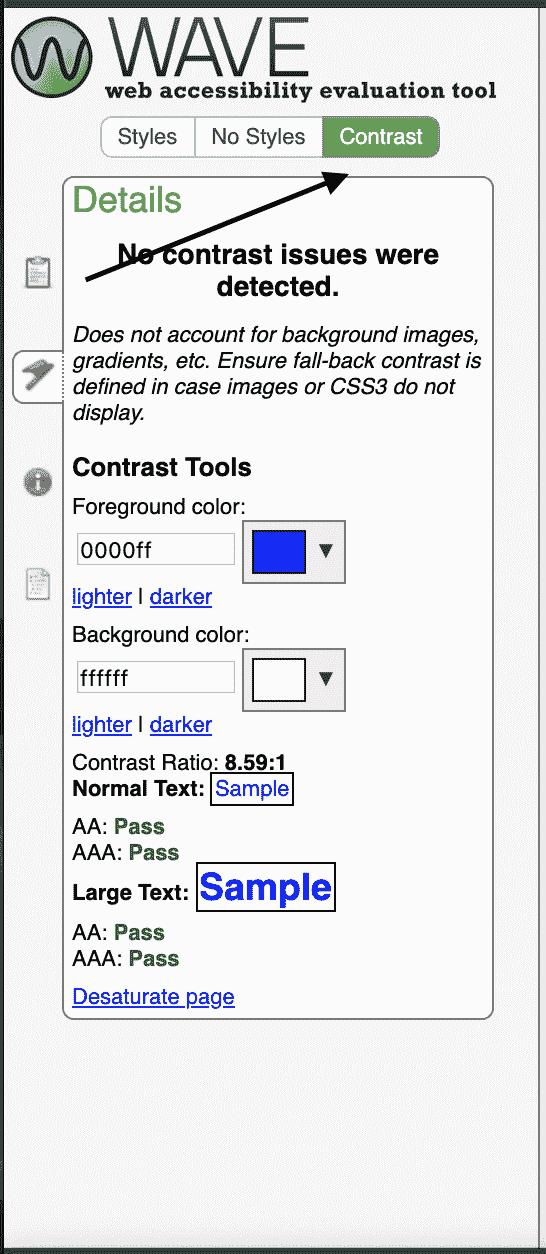 WAVE
web accessibility evaluation tool
Styles No Styles Contrast
Details
No contrast issues were
detected.
Does not account for background images,
gradients, etc. Ensure fall-back contrast is
defined in case images or CSS3 do not
display.
Contrast Tools
Foreground color:
0000ff
lighter | darker
Background color:
ffffff
lighter | darker
Contrast Ratio: 8.59:1
Normal Text: Sample
AA: Pass
AAA: Pass
Large Text: Sample
AA: Pass
AAA: Pass
Desaturate page